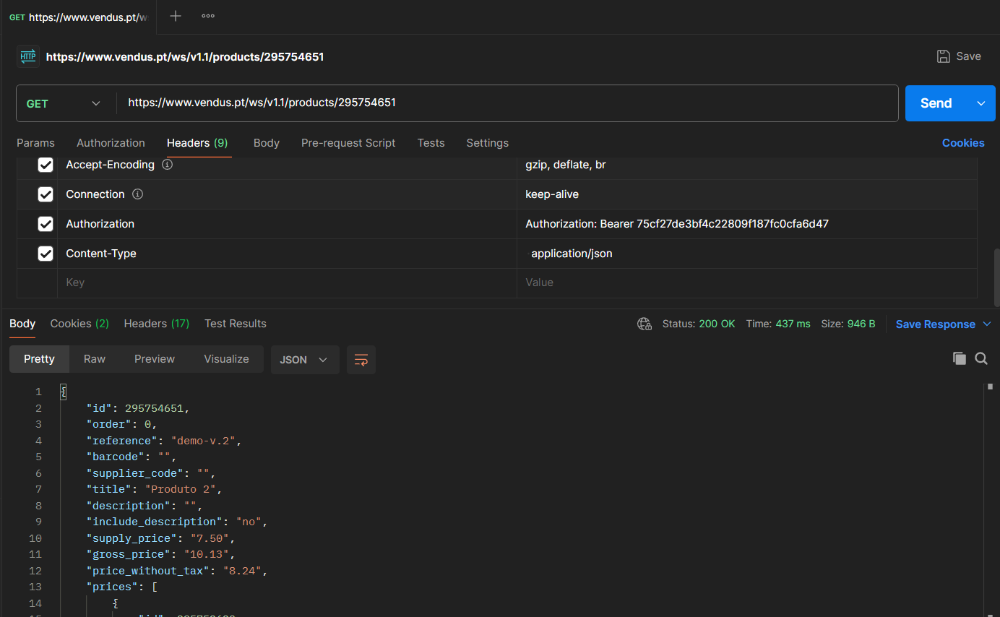 GET https://www.vendus.pt/w
HTTP https://www.vendus.pt/ws/v1.1/products/295754651 Save
GET https://www.vendus.pt/ws/v1.1/products/295754651 Send
Params Authorization Headers (9) Body Pre-request Script Tests Settings Cookies
Accept-Encoding gzip, deflate, br
Connection keep-alive
Authorization Authorization: Bearer 75cf27de3bf4c22809f187fc0cfa6d47
Content-Type application/json
Key Value
Body Cookies (2) Headers (17) Test Results Status: 200 OK Time: 437 ms Size: 946 B Save Response
Pretty Raw Preview Visualize JSON
1 {
2 "id": 295754651,
3 "order": 0,
4 "reference": "demo-v.2",
5 "barcode": "",
6 "supplier_code": "",
7 "title": "Produto 2",
8 "description": "",
9 "include_description": "no",
10 "supply_price": "7.50",
11 "gross_price": "10.13",
12 "price_without_tax": "8.24",
13 "prices": [
14 {